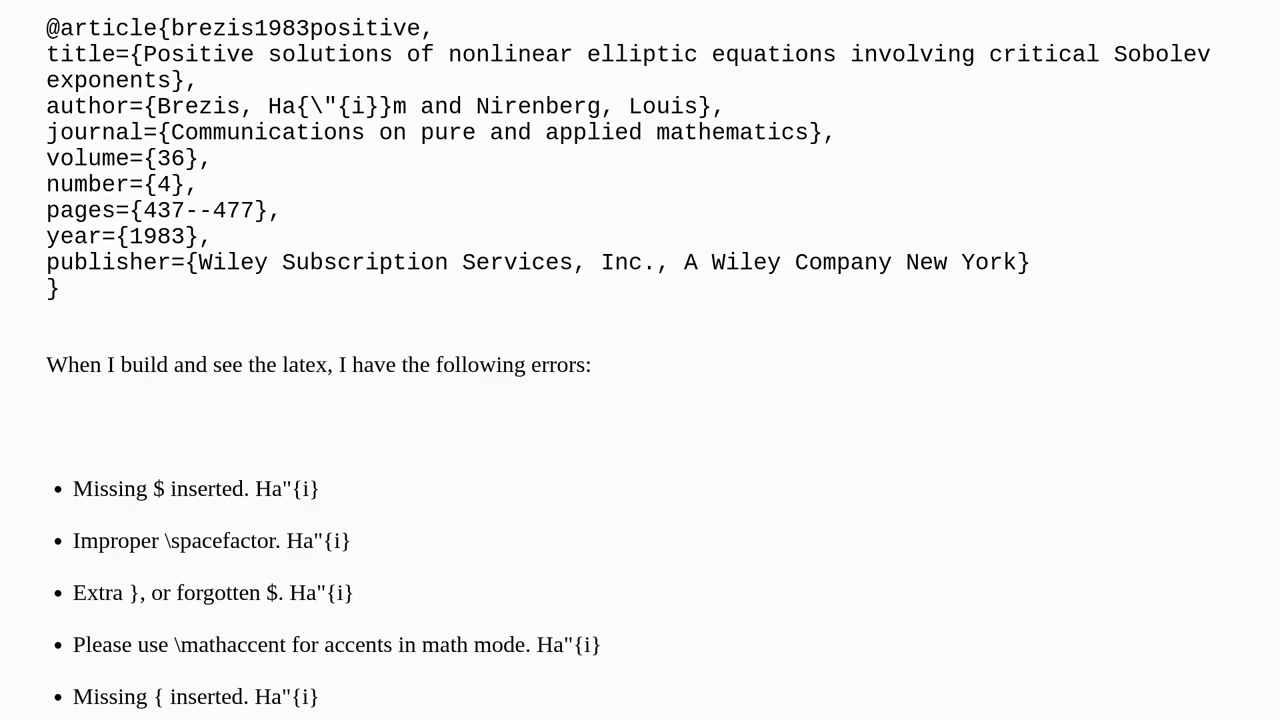 @article{brezis1983positive,
title={Positive solutions of nonlinear elliptic equations involving critical Sobolev
exponents},
author={Brezis, Ha{\"{i}}m and Nirenberg, Louis},
journal={Communications on pure and applied mathematics},
volume={36},
number={4},
pages={437--477},
year={1983},
publisher={Wiley Subscription Services, Inc., A Wiley Company New York}
}
When I build and see the latex, I have the following errors:
• Missing $ inserted. Ha"{i}
• Improper \spacefactor. Ha"{i}
• Extra }, or forgotten $. Ha"{i}
• Please use \mathaccent for accents in math mode. Ha"{i}
• Missing { inserted. Ha"{i}